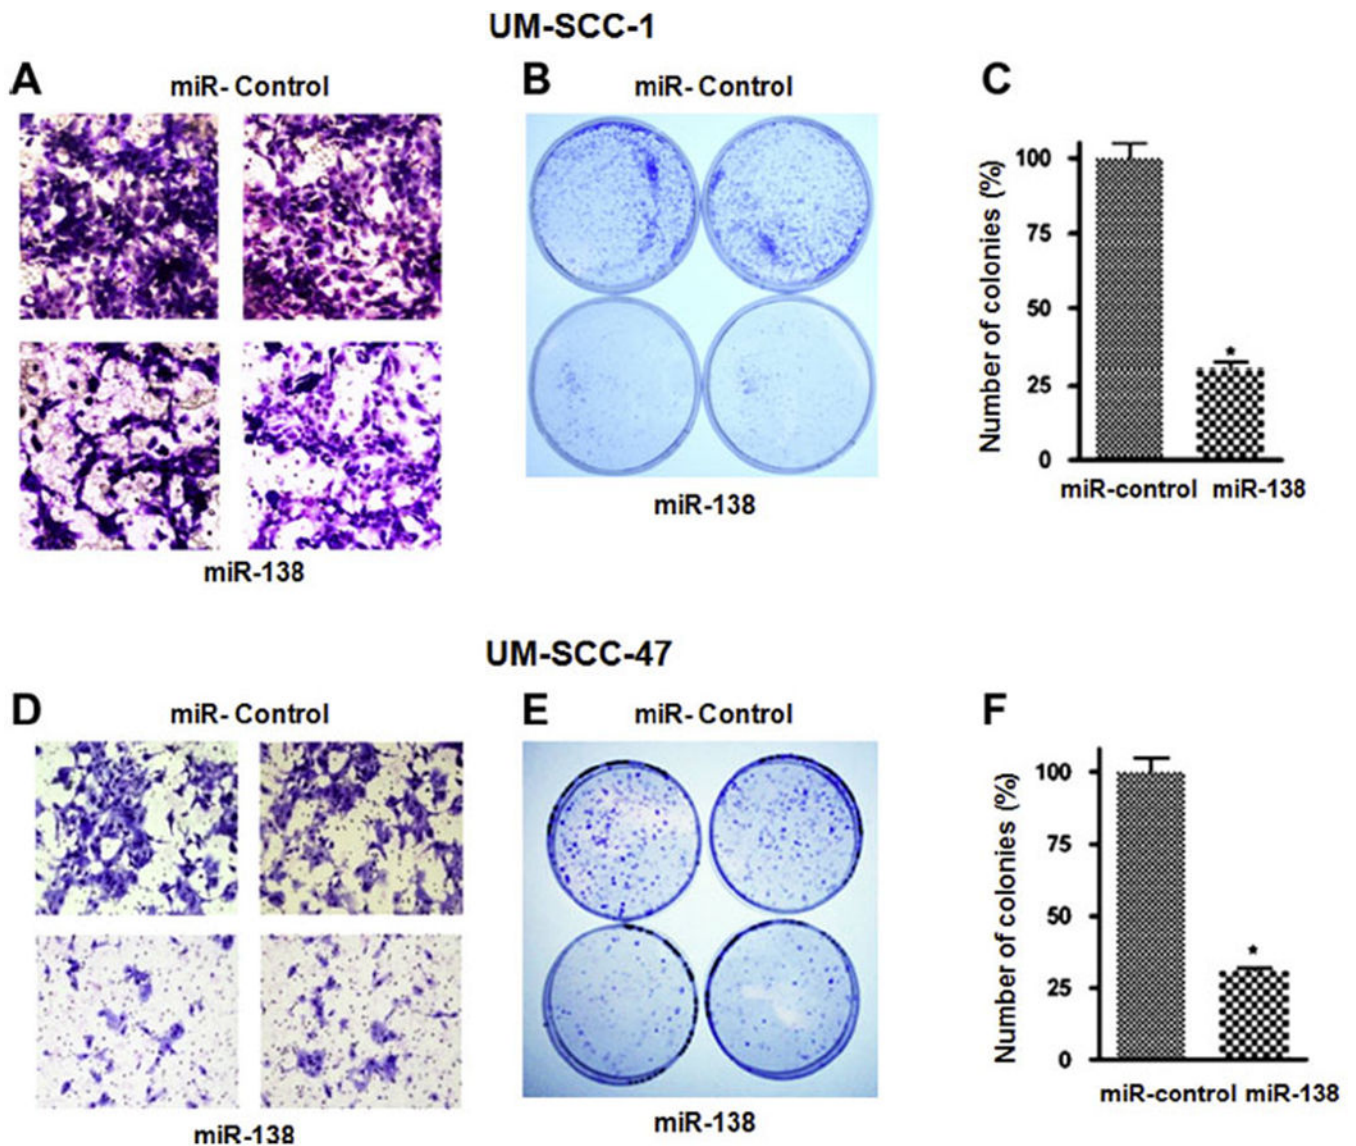 UM-SCC-1
A
miR- Control
miR-138
B
miR- Control
miR-138
C
Number of colonies (%)
100
75
50
25
0
*
miR-control miR-138
UM-SCC-47
D
miR- Control
miR-138
E
miR- Control
miR-138
F
Number of colonies (%)
100
75
50
25
0
*
miR-control miR-138